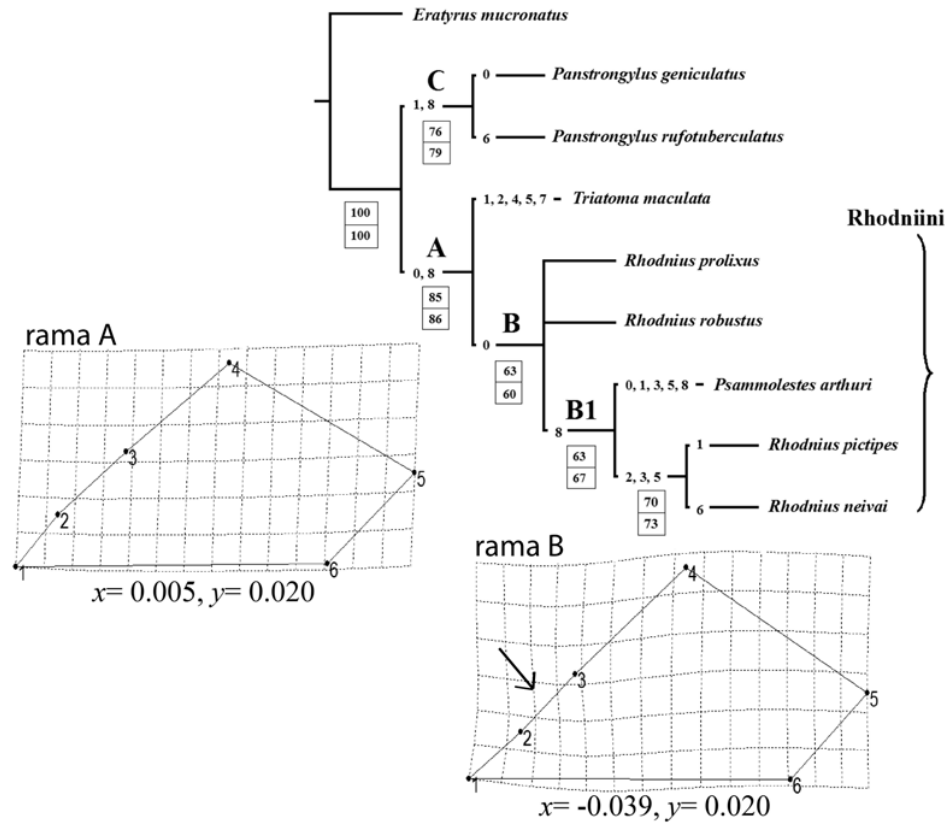 Eratyrus mucronatus
C
0
Panstrongylus geniculatus
1, 8
76
79
6
Panstrongylus rufotuberculatus
100
100
1, 2, 4, 5, 7
Triatoma maculata
Rhodniini
A
0, 8
85
86
Rhodnius prolixus
B
Rhodnius robustus
0
63
60
0, 1, 3, 5, 8
Psammolestes arthuri
B1
8
63
67
1
Rhodnius pictipes
2, 3, 5
70
73
6
Rhodnius neivai
rama A
4
3
2
5
1
6
x= 0.005, y= 0.020
rama B
4
3
2
5
1
6
x= -0.039, y= 0.020